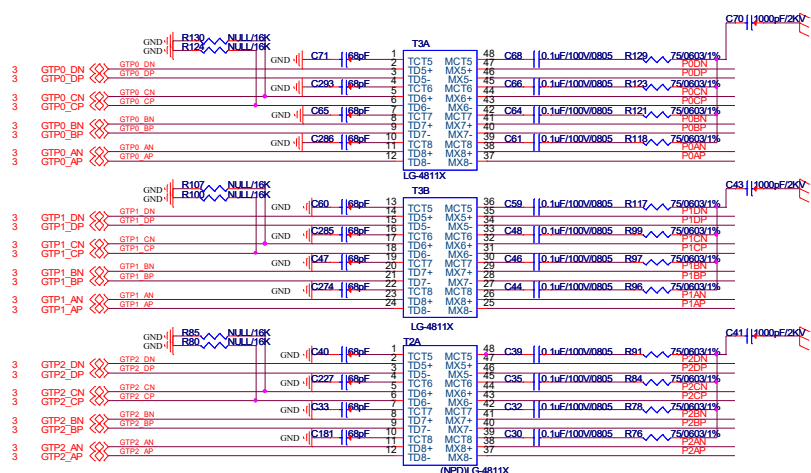 C70 1000pF/2KV
R130 NULL/16K
GND
R124 NULL/16K
GND
T3A
GND C71 68pF 1 TCT5 MCT5 48 C68 0.1uF/100V/0805 R129 75/0603/1%
3 GTP0_DN GTP0_DN 2 TD5+ MX5+ 47 P0DN
3 GTP0_DP GTP0_DP 3 TD5- MX5- 46 P0DP
GND C293 68pF 4 TCT6 MCT6 45 C66 0.1uF/100V/0805 R123 75/0603/1%
3 GTP0_CN GTP0_CN 5 TD6+ MX6+ 44 P0CN
3 GTP0_CP GTP0_CP 6 TD6- MX6- 43 P0CP
GND C65 68pF 7 TCT7 MCT7 42 C64 0.1uF/100V/0805 R121 75/0603/1%
3 GTP0_BN GTP0_BN 8 TD7+ MX7+ 41 P0BN
3 GTP0_BP GTP0_BP 9 TD7- MX7- 40 P0BP
GND C286 68pF 10 TCT8 MCT8 39 C61 0.1uF/100V/0805 R118 75/0603/1%
3 GTP0_AN GTP0_AN 11 TD8+ MX8+ 38 P0AN
3 GTP0_AP GTP0_AP 12 TD8- MX8- 37 P0AP
LG-4811X
C43 1000pF/2KV
R107 NULL/16K
GND
R100 NULL/16K
GND
T3B
GND C60 68pF 13 TCT5 MCT5 36 C59 0.1uF/100V/0805 R117 75/0603/1%
3 GTP1_DN GTP1_DN 14 TD5+ MX5+ 35 P1DN
3 GTP1_DP GTP1_DP 15 TD5- MX5- 34 P1DP
GND C285 68pF 16 TCT6 MCT6 33 C48 0.1uF/100V/0805 R99 75/0603/1%
3 GTP1_CN GTP1_CN 17 TD6+ MX6+ 32 P1CN
3 GTP1_CP GTP1_CP 18 TD6- MX6- 31 P1CP
GND C47 68pF 19 TCT7 MCT7 30 C46 0.1uF/100V/0805 R97 75/0603/1%
3 GTP1_BN GTP1_BN 20 TD7+ MX7+ 29 P1BN
3 GTP1_BP GTP1_BP 21 TD7- MX7- 28 P1BP
GND C274 68pF 22 TCT8 MCT8 27 C44 0.1uF/100V/0805 R96 75/0603/1%
3 GTP1_AN GTP1_AN 23 TD8+ MX8+ 26 P1AN
3 GTP1_AP GTP1_AP 24 TD8- MX8- 25 P1AP
LG-4811X
C41 1000pF/2KV
R85 NULL/16K
GND
R80 NULL/16K
GND
T2A
GND C40 68pF 1 TCT5 MCT5 48 C39 0.1uF/100V/0805 R91 75/0603/1%
3 GTP2_DN GTP2_DN 2 TD5+ MX5+ 47 P2DN
3 GTP2_DP GTP2_DP 3 TD5- MX5- 46 P2DP
GND C227 68pF 4 TCT6 MCT6 45 C35 0.1uF/100V/0805 R84 75/0603/1%
3 GTP2_CN GTP2_CN 5 TD6+ MX6+ 44 P2CN
3 GTP2_CP GTP2_CP 6 TD6- MX6- 43 P2CP
GND C33 68pF 7 TCT7 MCT7 42 C32 0.1uF/100V/0805 R78 75/0603/1%
3 GTP2_BN GTP2_BN 8 TD7+ MX7+ 41 P2BN
3 GTP2_BP GTP2_BP 9 TD7- MX7- 40 P2BP
GND C181 68pF 10 TCT8 MCT8 39 C30 0.1uF/100V/0805 R76 75/0603/1%
3 GTP2_AN GTP2_AN 11 TD8+ MX8+ 38 P2AN
3 GTP2_AP GTP2_AP 12 TD8- MX8- 37 P2AP
(NPD)LG-4811X